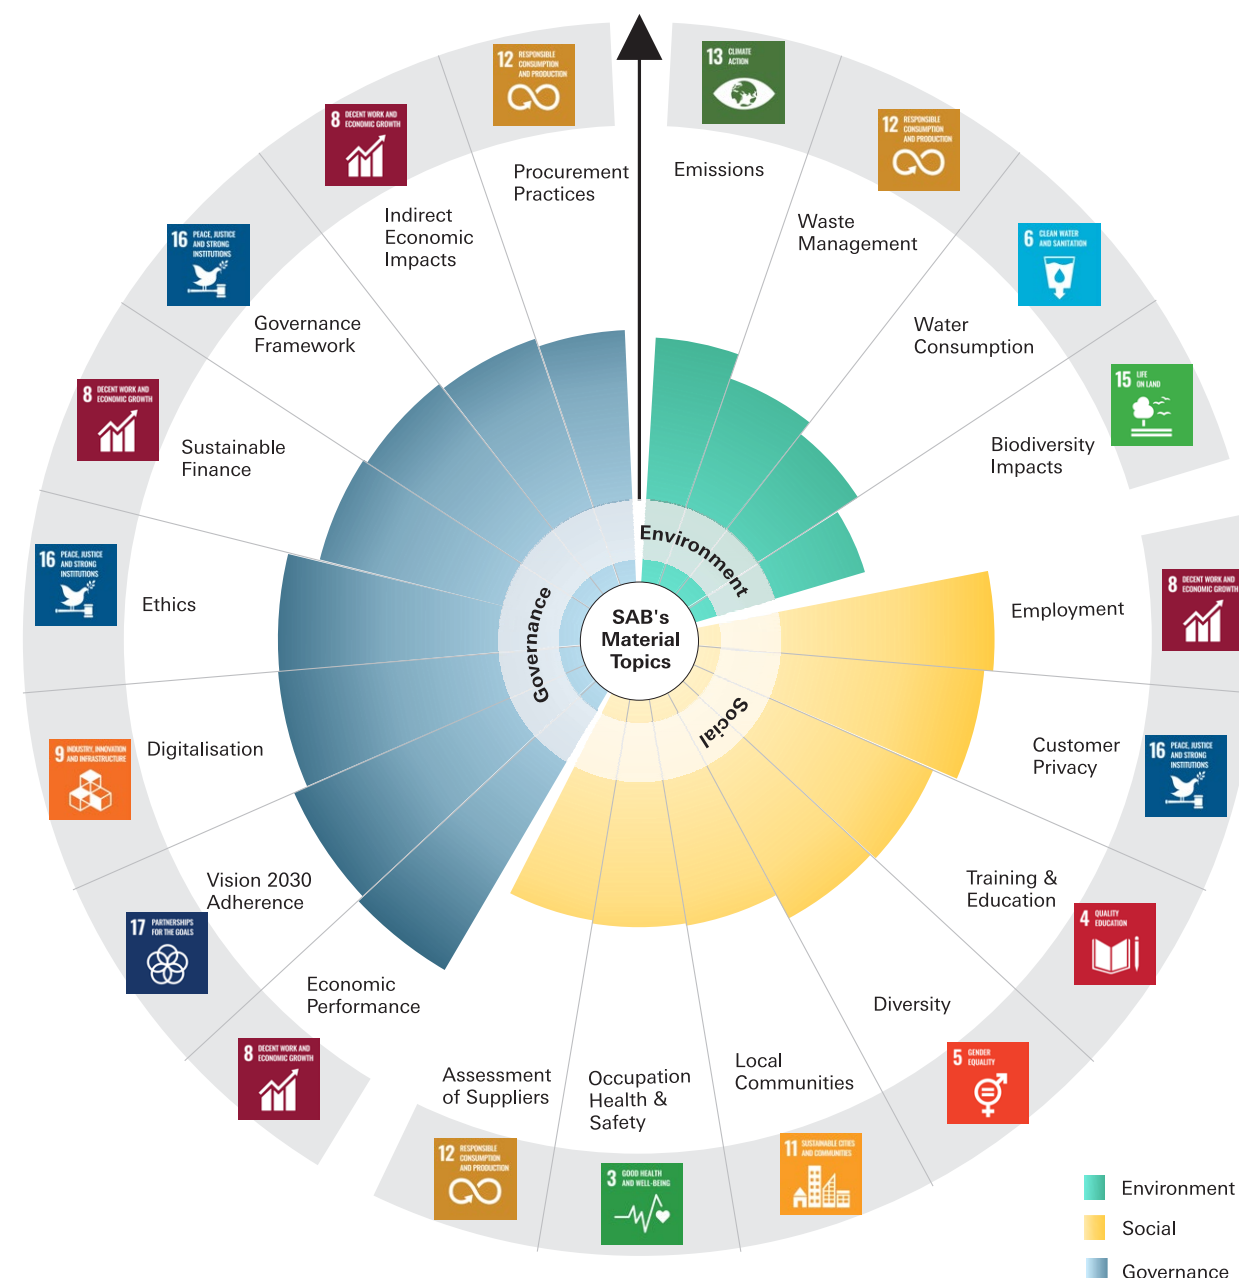 SAB's
Material
Topics
Environment
Social
Governance
13 CLIMATE
ACTION
Emissions
12 RESPONSIBLE
CONSUMPTION
AND PRODUCTION
Waste
Management
6 CLEAN WATER
AND SANITATION
Water
Consumption
15 LIFE
ON LAND
Biodiversity
Impacts
8 DECENT WORK AND
ECONOMIC GROWTH
Employment
16 PEACE, JUSTICE
AND STRONG
INSTITUTIONS
Customer
Privacy
4 QUALITY
EDUCATION
Training &
Education
5 GENDER
EQUALITY
Diversity
11 SUSTAINABLE CITIES
AND COMMUNITIES
Local
Communities
3 GOOD HEALTH
AND WELL-BEING
Occupation
Health &
Safety
12 RESPONSIBLE
CONSUMPTION
AND PRODUCTION
Assessment
of Suppliers
8 DECENT WORK AND
ECONOMIC GROWTH
Economic
Performance
17 PARTNERSHIPS
FOR THE GOALS
Vision 2030
Adherence
9 INDUSTRY, INNOVATION
AND INFRASTRUCTURE
Digitalisation
16 PEACE, JUSTICE
AND STRONG
INSTITUTIONS
Ethics
8 DECENT WORK AND
ECONOMIC GROWTH
Sustainable
Finance
16 PEACE, JUSTICE
AND STRONG
INSTITUTIONS
Governance
Framework
8 DECENT WORK AND
ECONOMIC GROWTH
Indirect
Economic
Impacts
12 RESPONSIBLE
CONSUMPTION
AND PRODUCTION
Procurement
Practices
Environment
Social
Governance